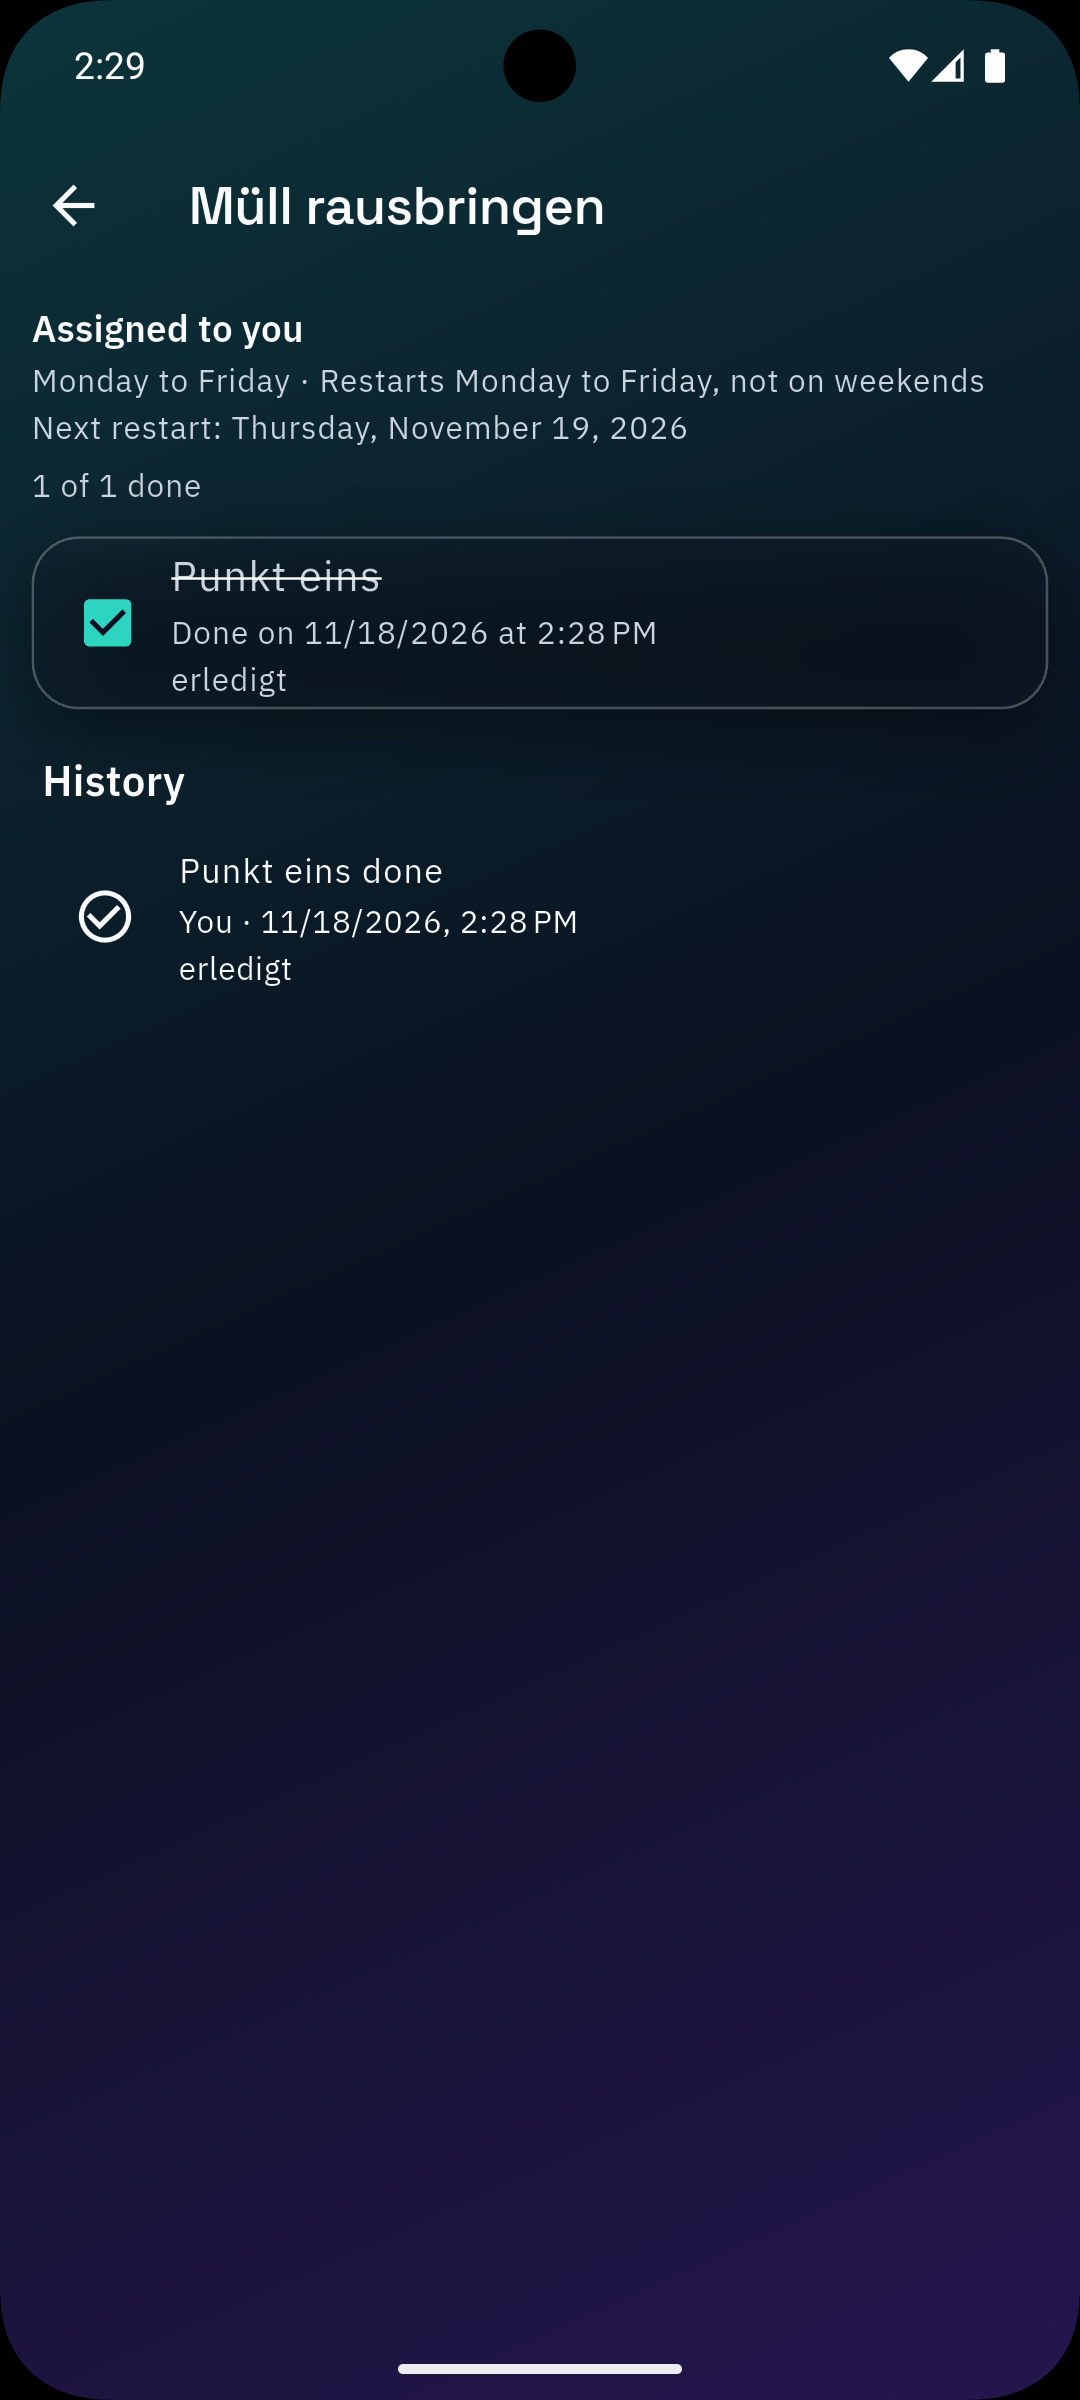 2:29
Müll rausbringen
Assigned to you
Monday to Friday · Restarts Monday to Friday, not on weekends
Next restart: Thursday, November 19, 2026
1 of 1 done
Punkt eins
Done on 11/18/2026 at 2:28 PM
erledigt
History
Punkt eins done
You · 11/18/2026, 2:28 PM
erledigt